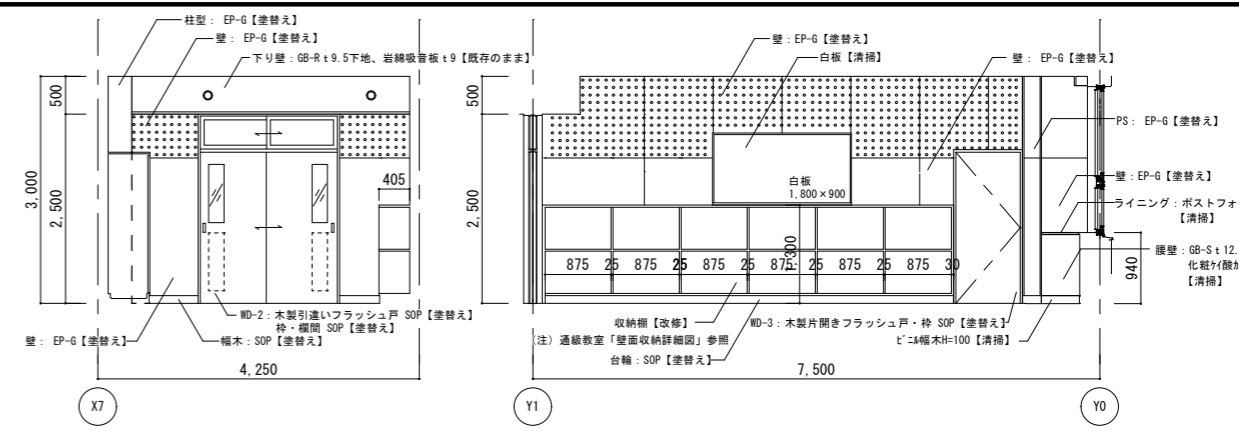 柱型： EP-G【塗替え】
壁： EP-G【塗替え】
下り壁：GB-R t 9.5下地、岩綿吸音板 t 9【既存のまま】
500
3,000
2,500
405
WD-2：木製引違いフラッシュ戸 SOP【塗替え】
枠・欄間 SOP【塗替え】
壁： EP-G【塗替え】
幅木：SOP【塗替え】
4,250
X7
壁：EP-G【塗替え】
白板【清掃】
壁： EP-G【塗替え】
500
2,500
PS： EP-G【塗替え】
白板
1,800×900
壁：EP-G【塗替え】
ライニング：ポストフォ
【清掃】
腰壁：GB-S t 12.
化粧ｹｲ酸ｶ
【清掃】
940
1,300
875 25 875 25 875 25 875 25 875 25 875 30
収納棚【改修】
(注) 通級教室「壁面収納詳細図」参照
台輪：SOP【塗替え】
WD-3：木製片開きフラッシュ戸・枠 SOP【塗替え】
ﾋﾞﾆﾙ幅木H=100【清掃】
7,500
Y1
Y0